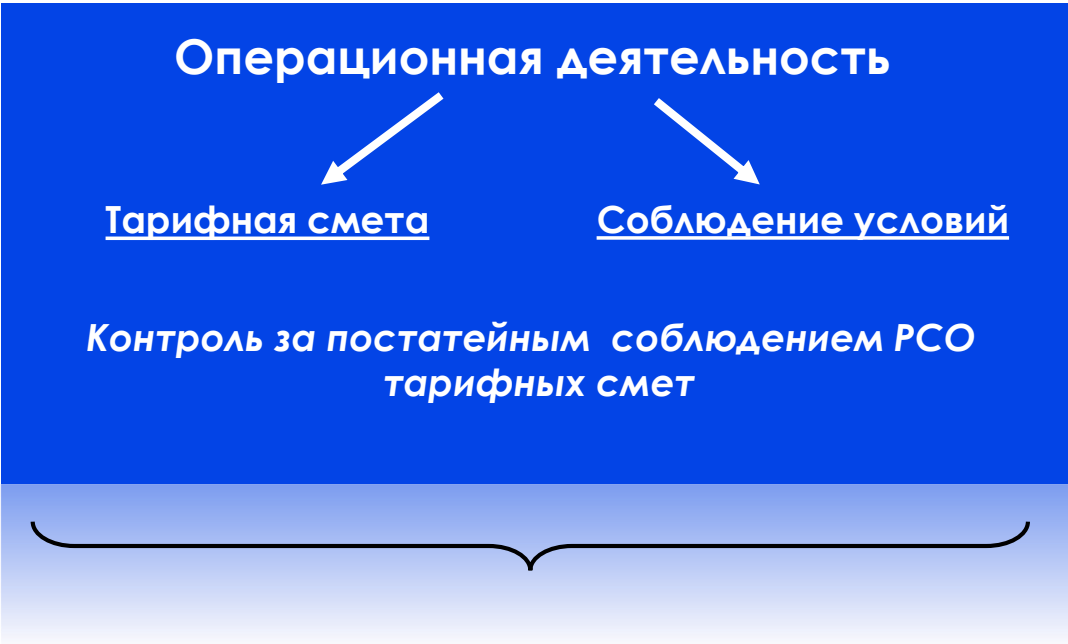 Операционная деятельность
Тарифная смета
Соблюдение условий
Контроль за постатейным соблюдением РСО
тарифных смет